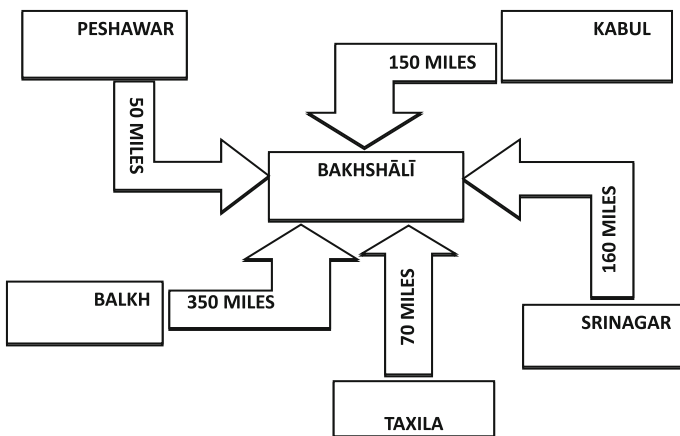 PESHAWAR
KABUL
150 MILES
50 MILES
BAKHSHĀLĪ
160 MILES
BALKH
350 MILES
70 MILES
SRINAGAR
TAXILA